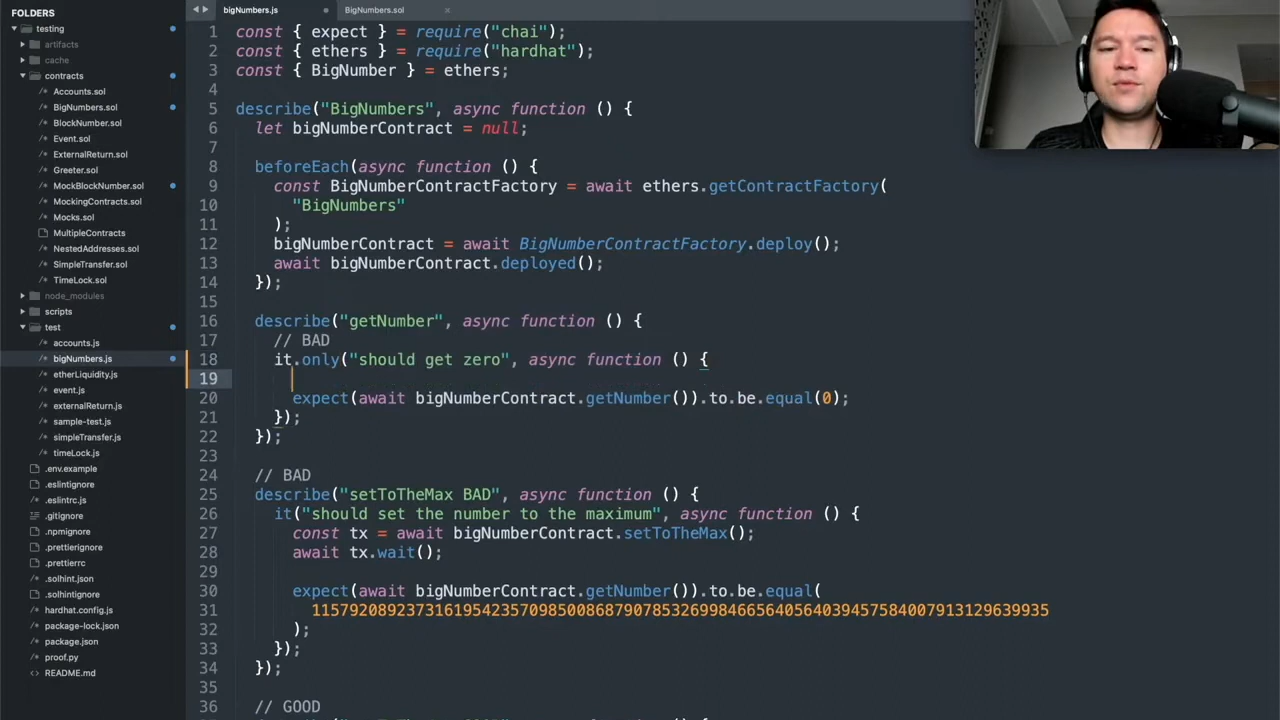 FOLDERS
testing
artifacts
cache
contracts
Accounts.sol
BigNumbers.sol
BlockNumber.sol
Event.sol
ExternalReturn.sol
Greeter.sol
MockBlockNumber.sol
MockingContracts.sol
Mocks.sol
MultipleContracts
NestedAddresses.sol
SimpleTransfer.sol
TimeLock.sol
node_modules
scripts
test
accounts.js
bigNumbers.js
etherLiquidity.js
event.js
externalReturn.js
sample-test.js
simpleTransfer.js
timeLock.js
.env.example
.eslintignore
.eslintrc.js
.gitignore
.npmignore
.prettierignore
.prettierrc
.solhint.json
.solhintignore
hardhat.config.js
package-lock.json
package.json
proof.py
README.md
bigNumbers.js BigNumbers.sol
1 const { expect } = require("chai");
2 const { ethers } = require("hardhat");
3 const { BigNumber } = ethers;
4
5 describe("BigNumbers", async function () {
6 let bigNumberContract = null;
7
8 beforeEach(async function () {
9 const BigNumberContractFactory = await ethers.getContractFactory(
10 "BigNumbers"
11 );
12 bigNumberContract = await BigNumberContractFactory.deploy();
13 await bigNumberContract.deployed();
14 });
15
16 describe("getNumber", async function () {
17 // BAD
18 it.only("should get zero", async function () {
19
20 expect(await bigNumberContract.getNumber()).to.be.equal(0);
21 });
22 });
23
24 // BAD
25 describe("setToTheMax BAD", async function () {
26 it("should set the number to the maximum", async function () {
27 const tx = await bigNumberContract.setToTheMax();
28 await tx.wait();
29
30 expect(await bigNumberContract.getNumber()).to.be.equal(
31 115792089237316195423570985008687907853269984665640564039457584007913129639935
32 );
33 });
34 });
35
36 // GOOD